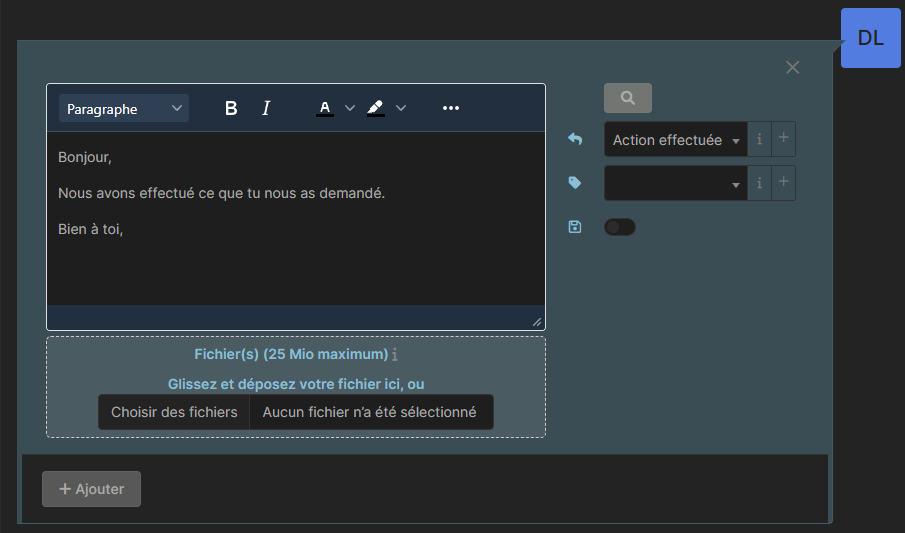 DL
Paragraphe
B I A
Bonjour,
Nous avons effectué ce que tu nous as demandé.
Bien à toi,
Action effectuée
Fichier(s) (25 Mio maximum)
Glissez et déposez votre fichier ici, ou
Choisir des fichiers Aucun fichier n’a été sélectionné
+ Ajouter